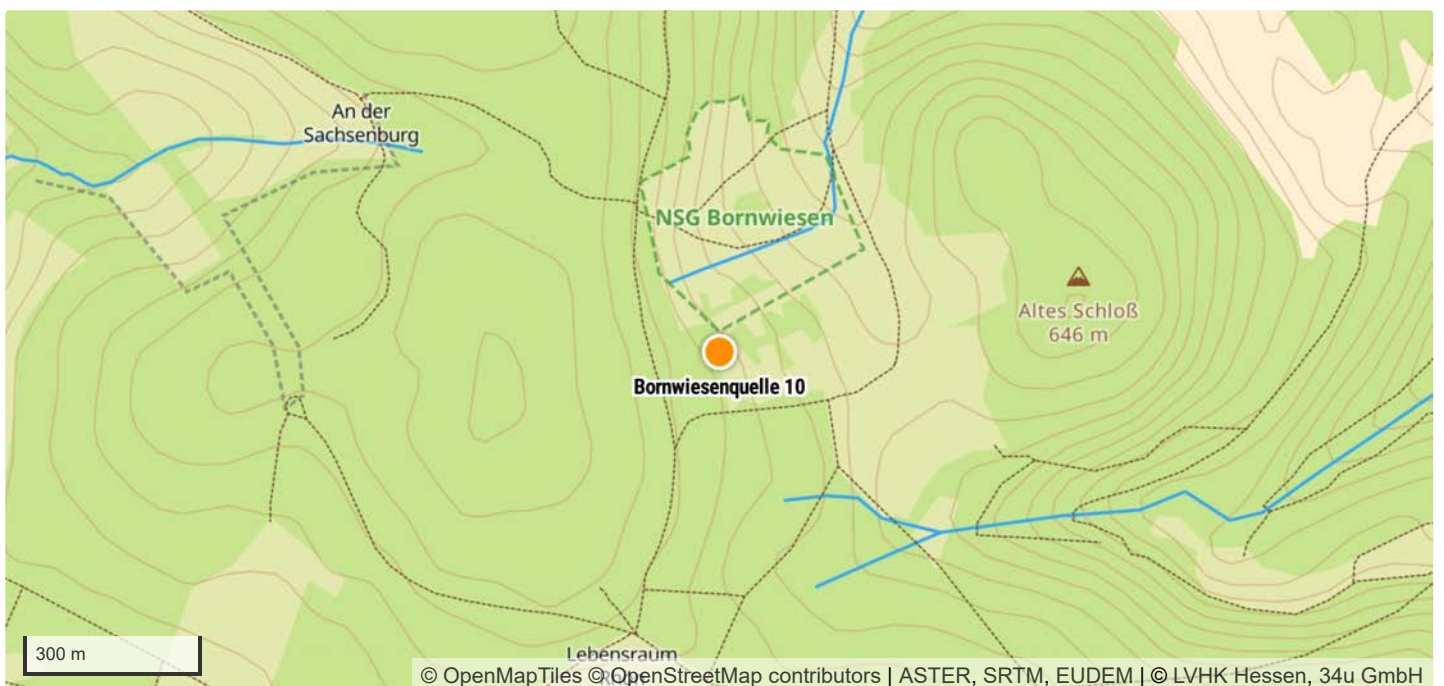 An der
Sachsenburg
NSG Bornwiesen
Altes Schloß
646 m
Bornwiesenquelle 10
Lebensraum
Rhön
300 m
© OpenMapTiles © OpenStreetMap contributors | ASTER, SRTM, EUDEM | © LVHK Hessen, 34u GmbH